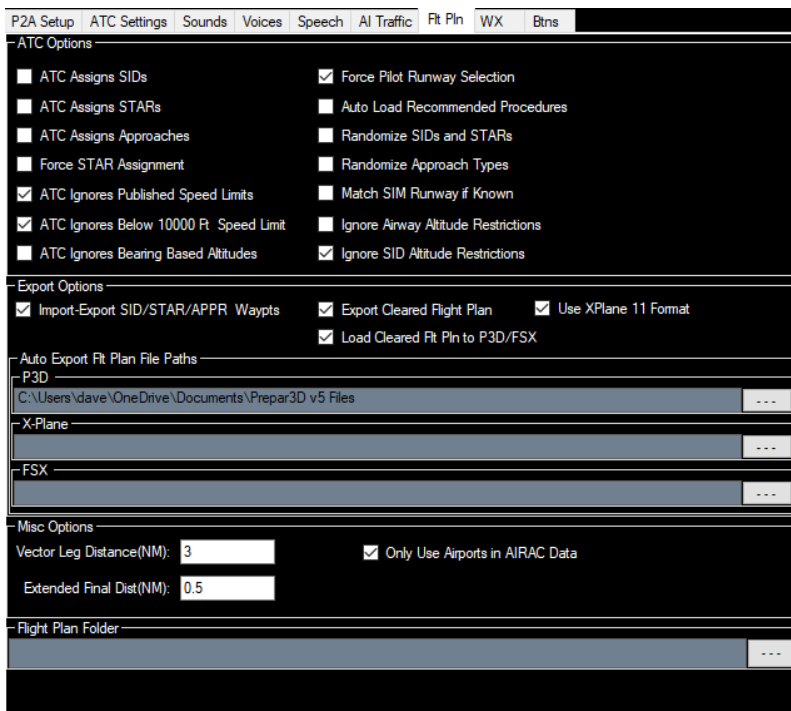 P2A Setup ATC Settings Sounds Voices Speech AI Traffic Flt Pln WX Btns
ATC Options
ATC Assigns SIDs Force Pilot Runway Selection
ATC Assigns STARs Auto Load Recommended Procedures
ATC Assigns Approaches Randomize SIDs and STARs
Force STAR Assignment Randomize Approach Types
ATC Ignores Published Speed Limits Match SIM Runway if Known
ATC Ignores Below 10000 Ft Speed Limit Ignore Airway Altitude Restrictions
ATC Ignores Bearing Based Altitudes Ignore SID Altitude Restrictions
Export Options
Import-Export SID/STAR/APPR Waypts Export Cleared Flight Plan Use XPlane 11 Format
Load Cleared Flt Pln to P3D/FSX
Auto Export Flt Plan File Paths
P3D
C:\Users\dave\OneDrive\Documents\Prepar3D v5 Files ...
X-Plane
...
FSX
...
Misc Options
Vector Leg Distance(NM): 3 Only Use Airports in AIRAC Data
Extended Final Dist(NM): 0.5
Flight Plan Folder
...